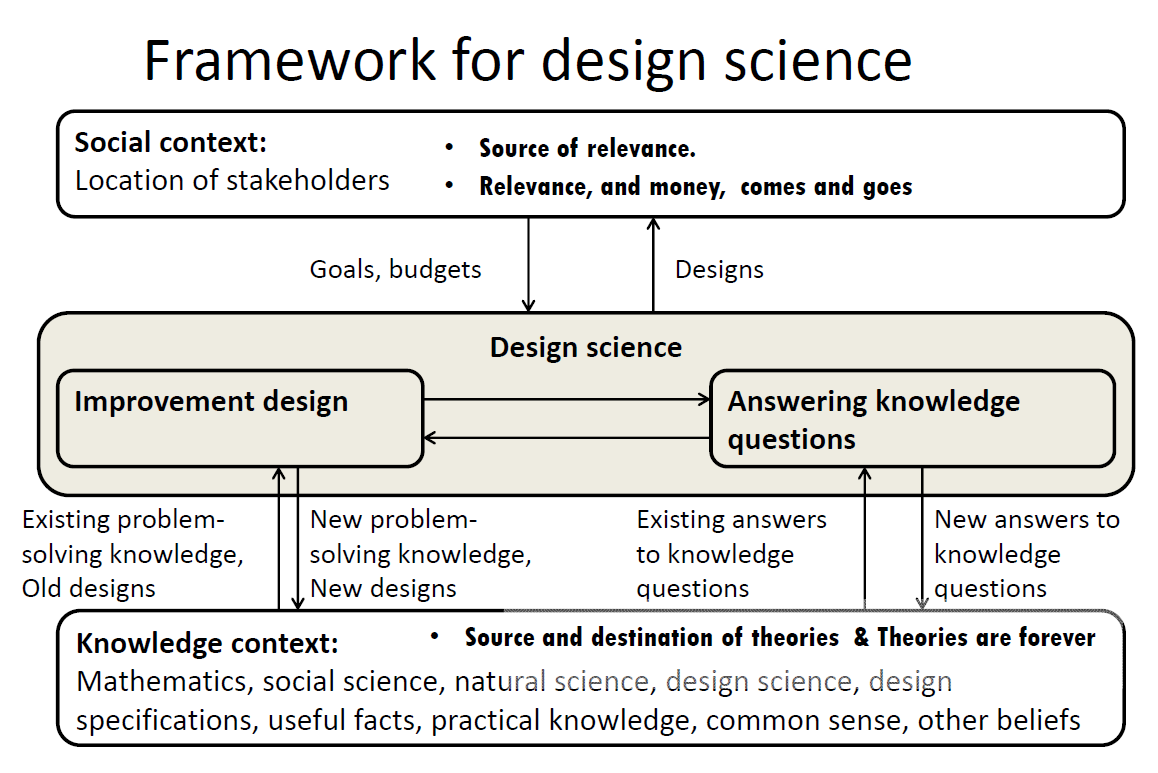 Framework for design science
Social context:
Location of stakeholders
• Source of relevance.
• Relevance, and money, comes and goes
Goals, budgets
Designs
Design science
Improvement design
Answering knowledge
questions
Existing problem-
solving knowledge,
Old designs
New problem-
solving knowledge,
New designs
Existing answers
to knowledge
questions
New answers to
knowledge
questions
Knowledge context:
• Source and destination of theories & Theories are forever
Mathematics, social science, natural science, design science, design
specifications, useful facts, practical knowledge, common sense, other beliefs